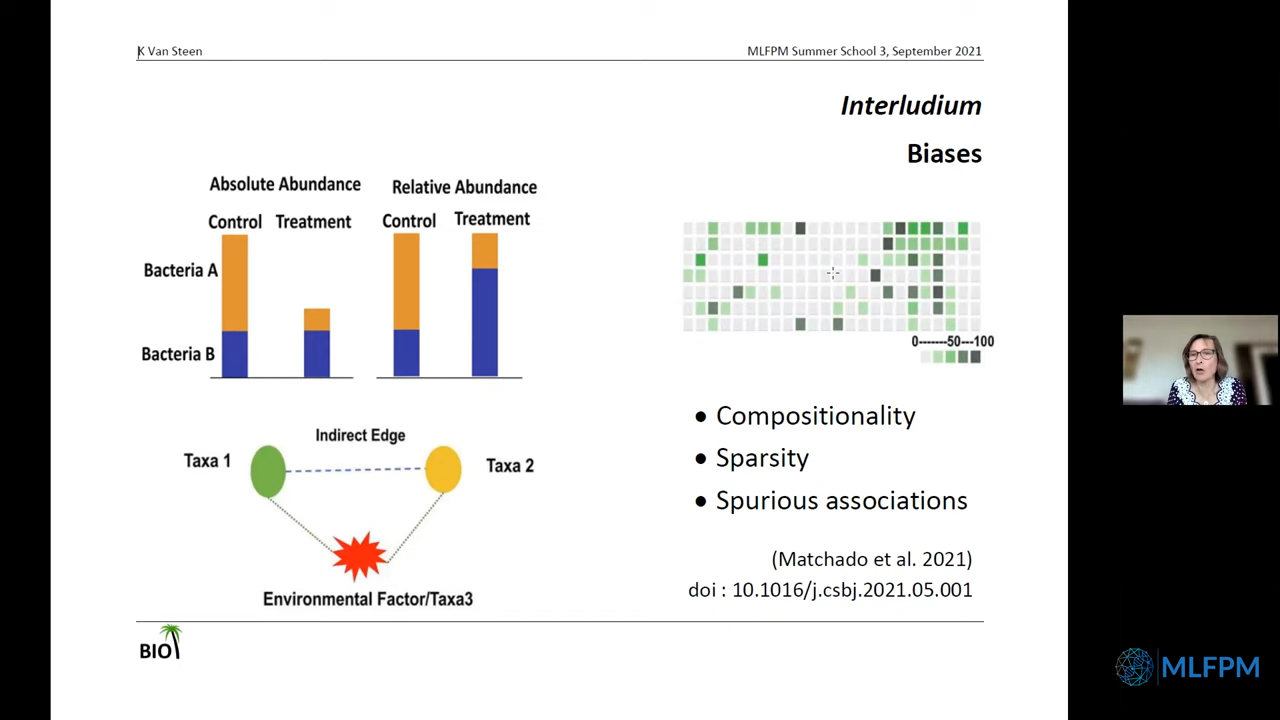 K Van Steen
MLFPM Summer School 3, September 2021
Interludium
Biases
Absolute Abundance
Relative Abundance
Control
Treatment
Control
Treatment
Bacteria A
Bacteria B
0-------50---100
Indirect Edge
Taxa 1
Taxa 2
Environmental Factor/Taxa3
• Compositionality
• Sparsity
• Spurious associations
(Matchado et al. 2021)
doi : 10.1016/j.csbj.2021.05.001
BIO
MLFPM